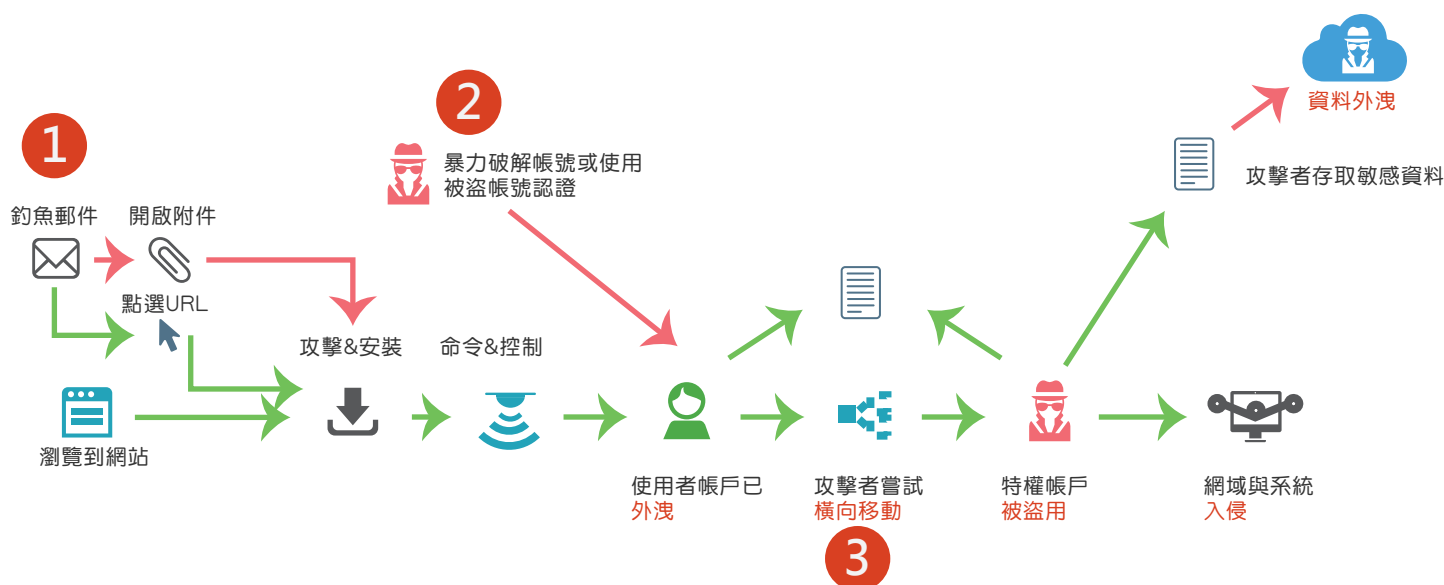 1
釣魚郵件
開啟附件
點選URL
瀏覽到網站
2
暴力破解帳號或使用
被盜帳號認證
攻擊&安裝
命令&控制
使用者帳戶已
外洩
攻擊者嘗試
橫向移動
3
特權帳戶
被盜用
網域與系統
入侵
攻擊者存取敏感資料
資料外洩